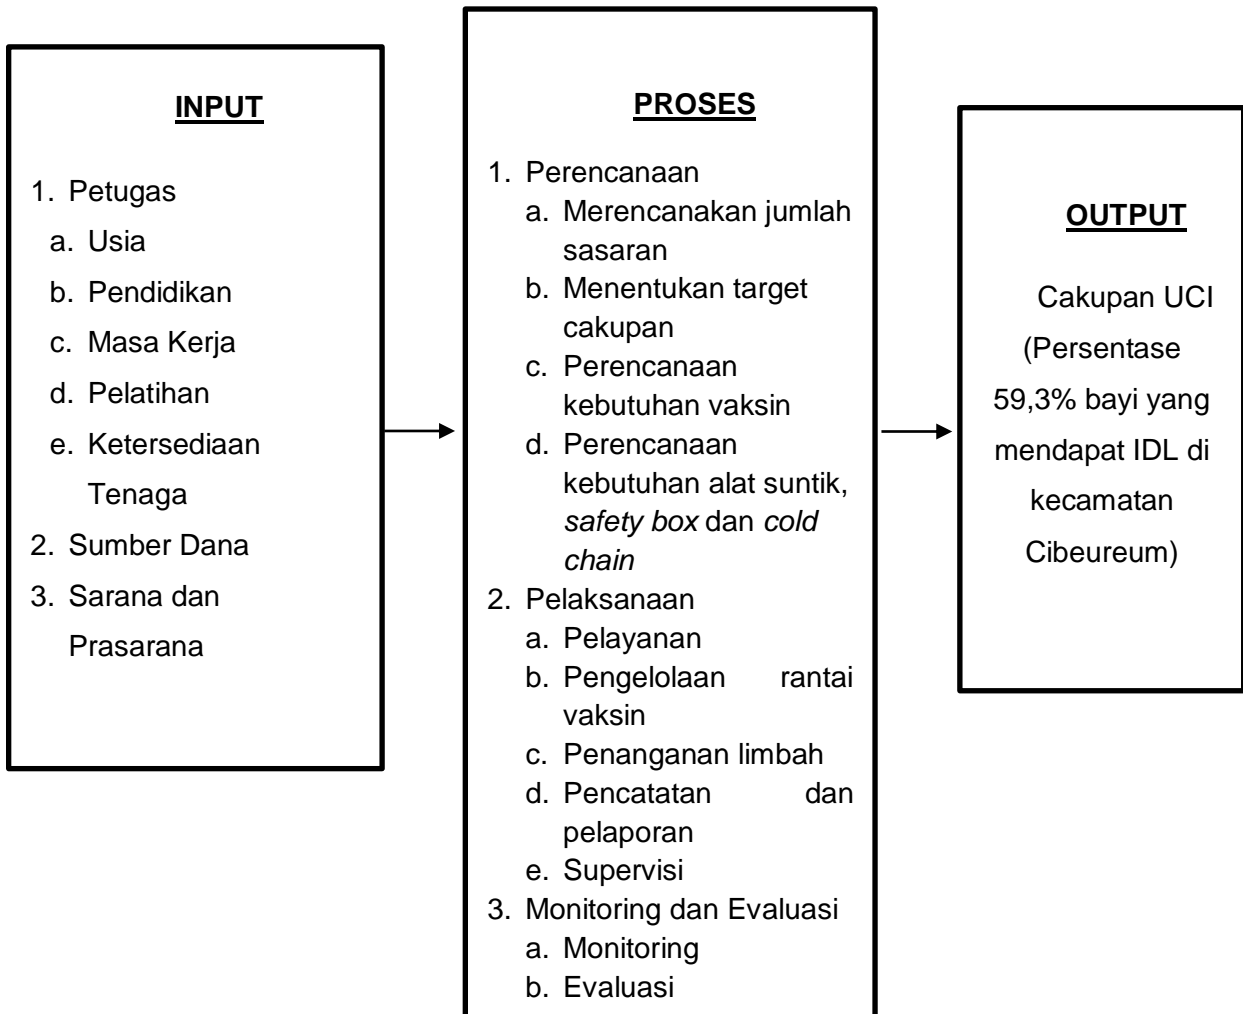 INPUT
1. Petugas
a. Usia
b. Pendidikan
c. Masa Kerja
d. Pelatihan
e. Ketersediaan
Tenaga
2. Sumber Dana
3. Sarana dan
Prasarana
PROSES
1. Perencanaan
a. Merencanakan jumlah
sasaran
b. Menentukan target
cakupan
c. Perencanaan
kebutuhan vaksin
d. Perencanaan
kebutuhan alat suntik,
safety box dan cold
chain
2. Pelaksanaan
a. Pelayanan
b. Pengelolaan rantai
vaksin
c. Penanganan limbah
d. Pencatatan dan
pelaporan
e. Supervisi
3. Monitoring dan Evaluasi
a. Monitoring
b. Evaluasi
OUTPUT
Cakupan UCI
(Persentase
59,3% bayi yang
mendapat IDL di
kecamatan
Cibeureum)